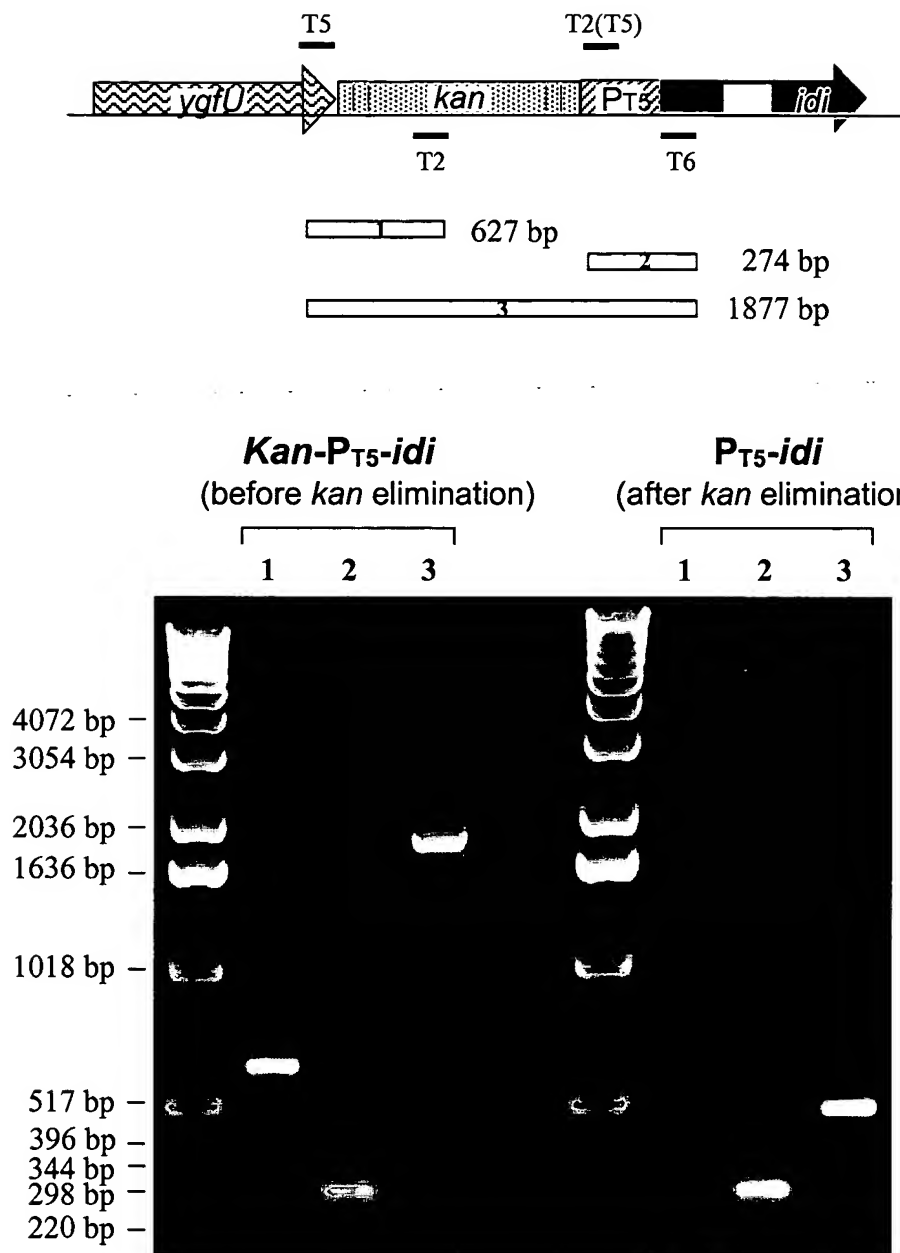 T5 T2(T5)
ygfU kan PT5 idi
T2 T6
1 627 bp
2 274 bp
3 1877 bp
Kan-PT5-idi PT5-idi
(before kan elimination) (after kan elimination
1 2 3 1 2 3
4072 bp –
3054 bp –
2036 bp –
1636 bp –
1018 bp –
517 bp –
396 bp –
344 bp –
298 bp –
220 bp –